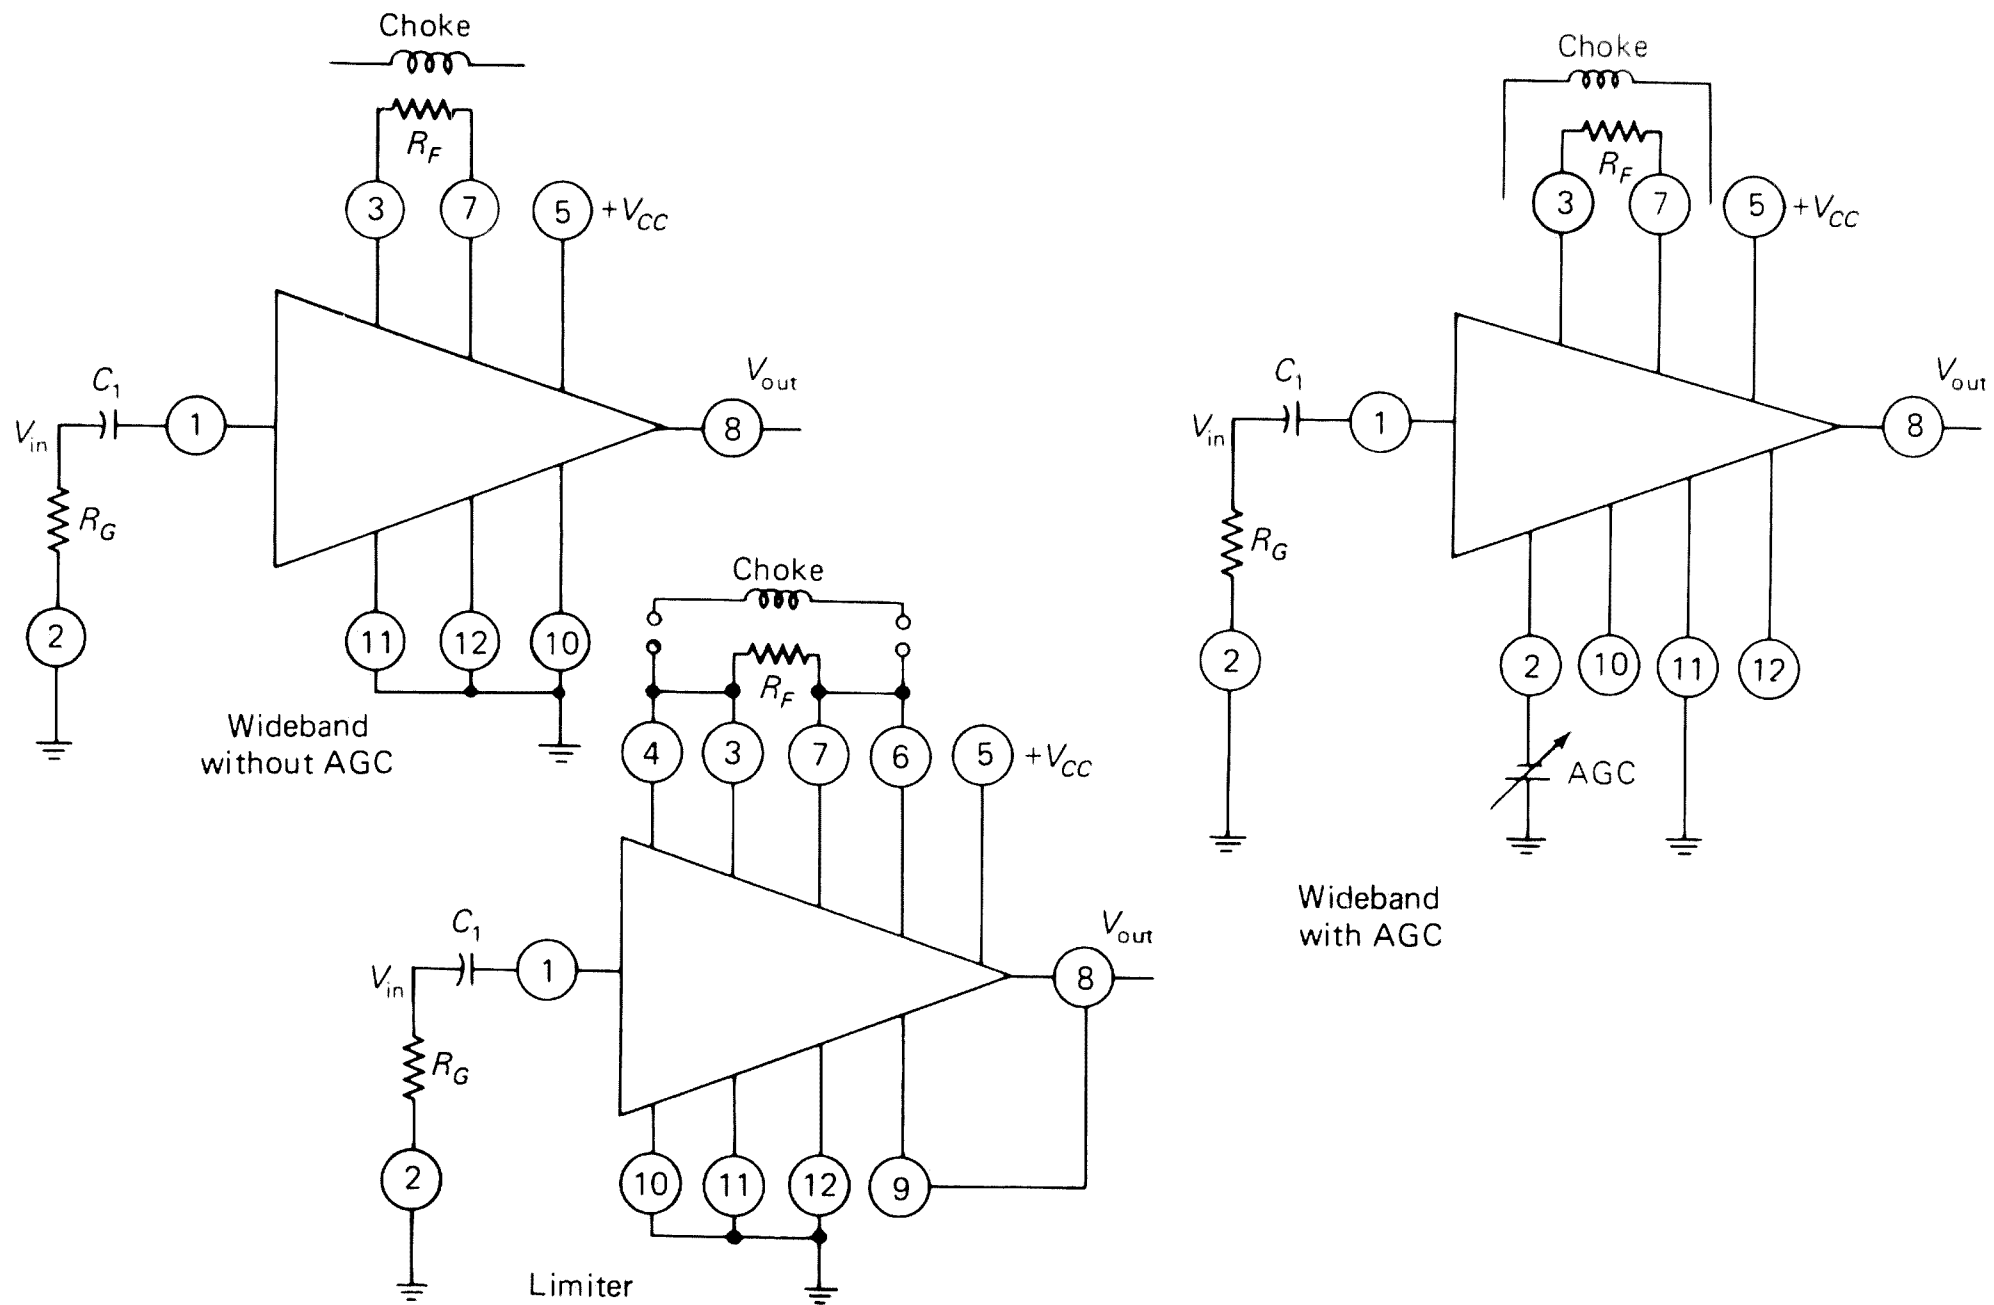 Choke
R_F
3
7
5
+V_CC
C_1
V_in
1
V_out
8
R_G
2
11
12
10
Wideband
without AGC
Choke
R_F
3
7
5
+V_CC
C_1
V_in
1
V_out
8
R_G
2
2
10
11
12
AGC
Wideband
with AGC
Choke
R_F
4
3
7
6
5
+V_CC
C_1
V_in
1
V_out
8
R_G
2
10
11
12
9
Limiter